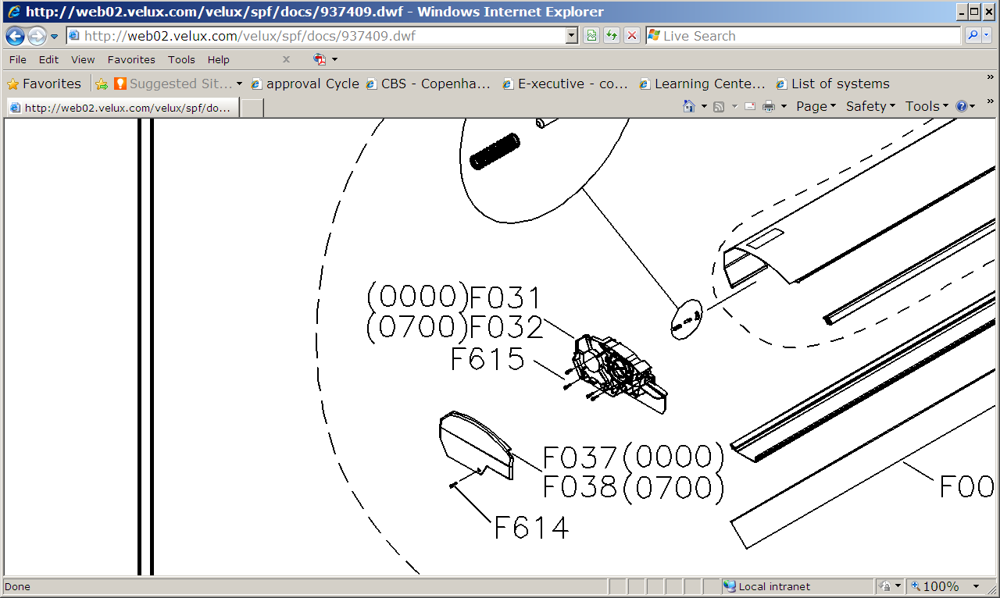 http://web02.velux.com/velux/spf/docs/937409.dwf - Windows Internet Explorer
http://web02.velux.com/velux/spf/docs/937409.dwf
Live Search
File Edit View Favorites Tools Help x
Favorites Suggested Sit... approval Cycle CBS - Copenha... E-xecutive - co... Learning Cente... List of systems »
http://web02.velux.com/velux/spf/do... Page Safety Tools »
(0000)F031
(0700)F032
F615
F037(0000)
F038(0700)
F00
F614
Done Local intranet 100%